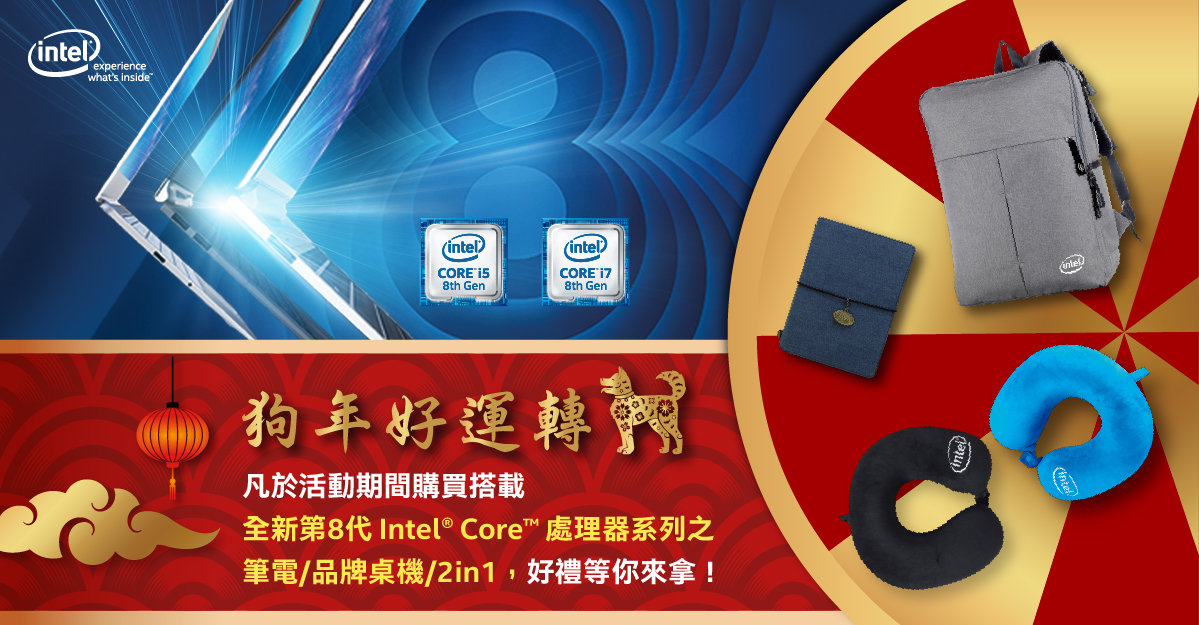 intel®
experience
what's inside™
intel®
CORE™ i5
8th Gen
intel®
CORE™ i7
8th Gen
狗年好運轉
凡於活動期間購買搭載
全新第8代 Intel® Core™ 處理器系列之
筆電/品牌桌機/2in1，好禮等你來拿！
intel
intel
intel